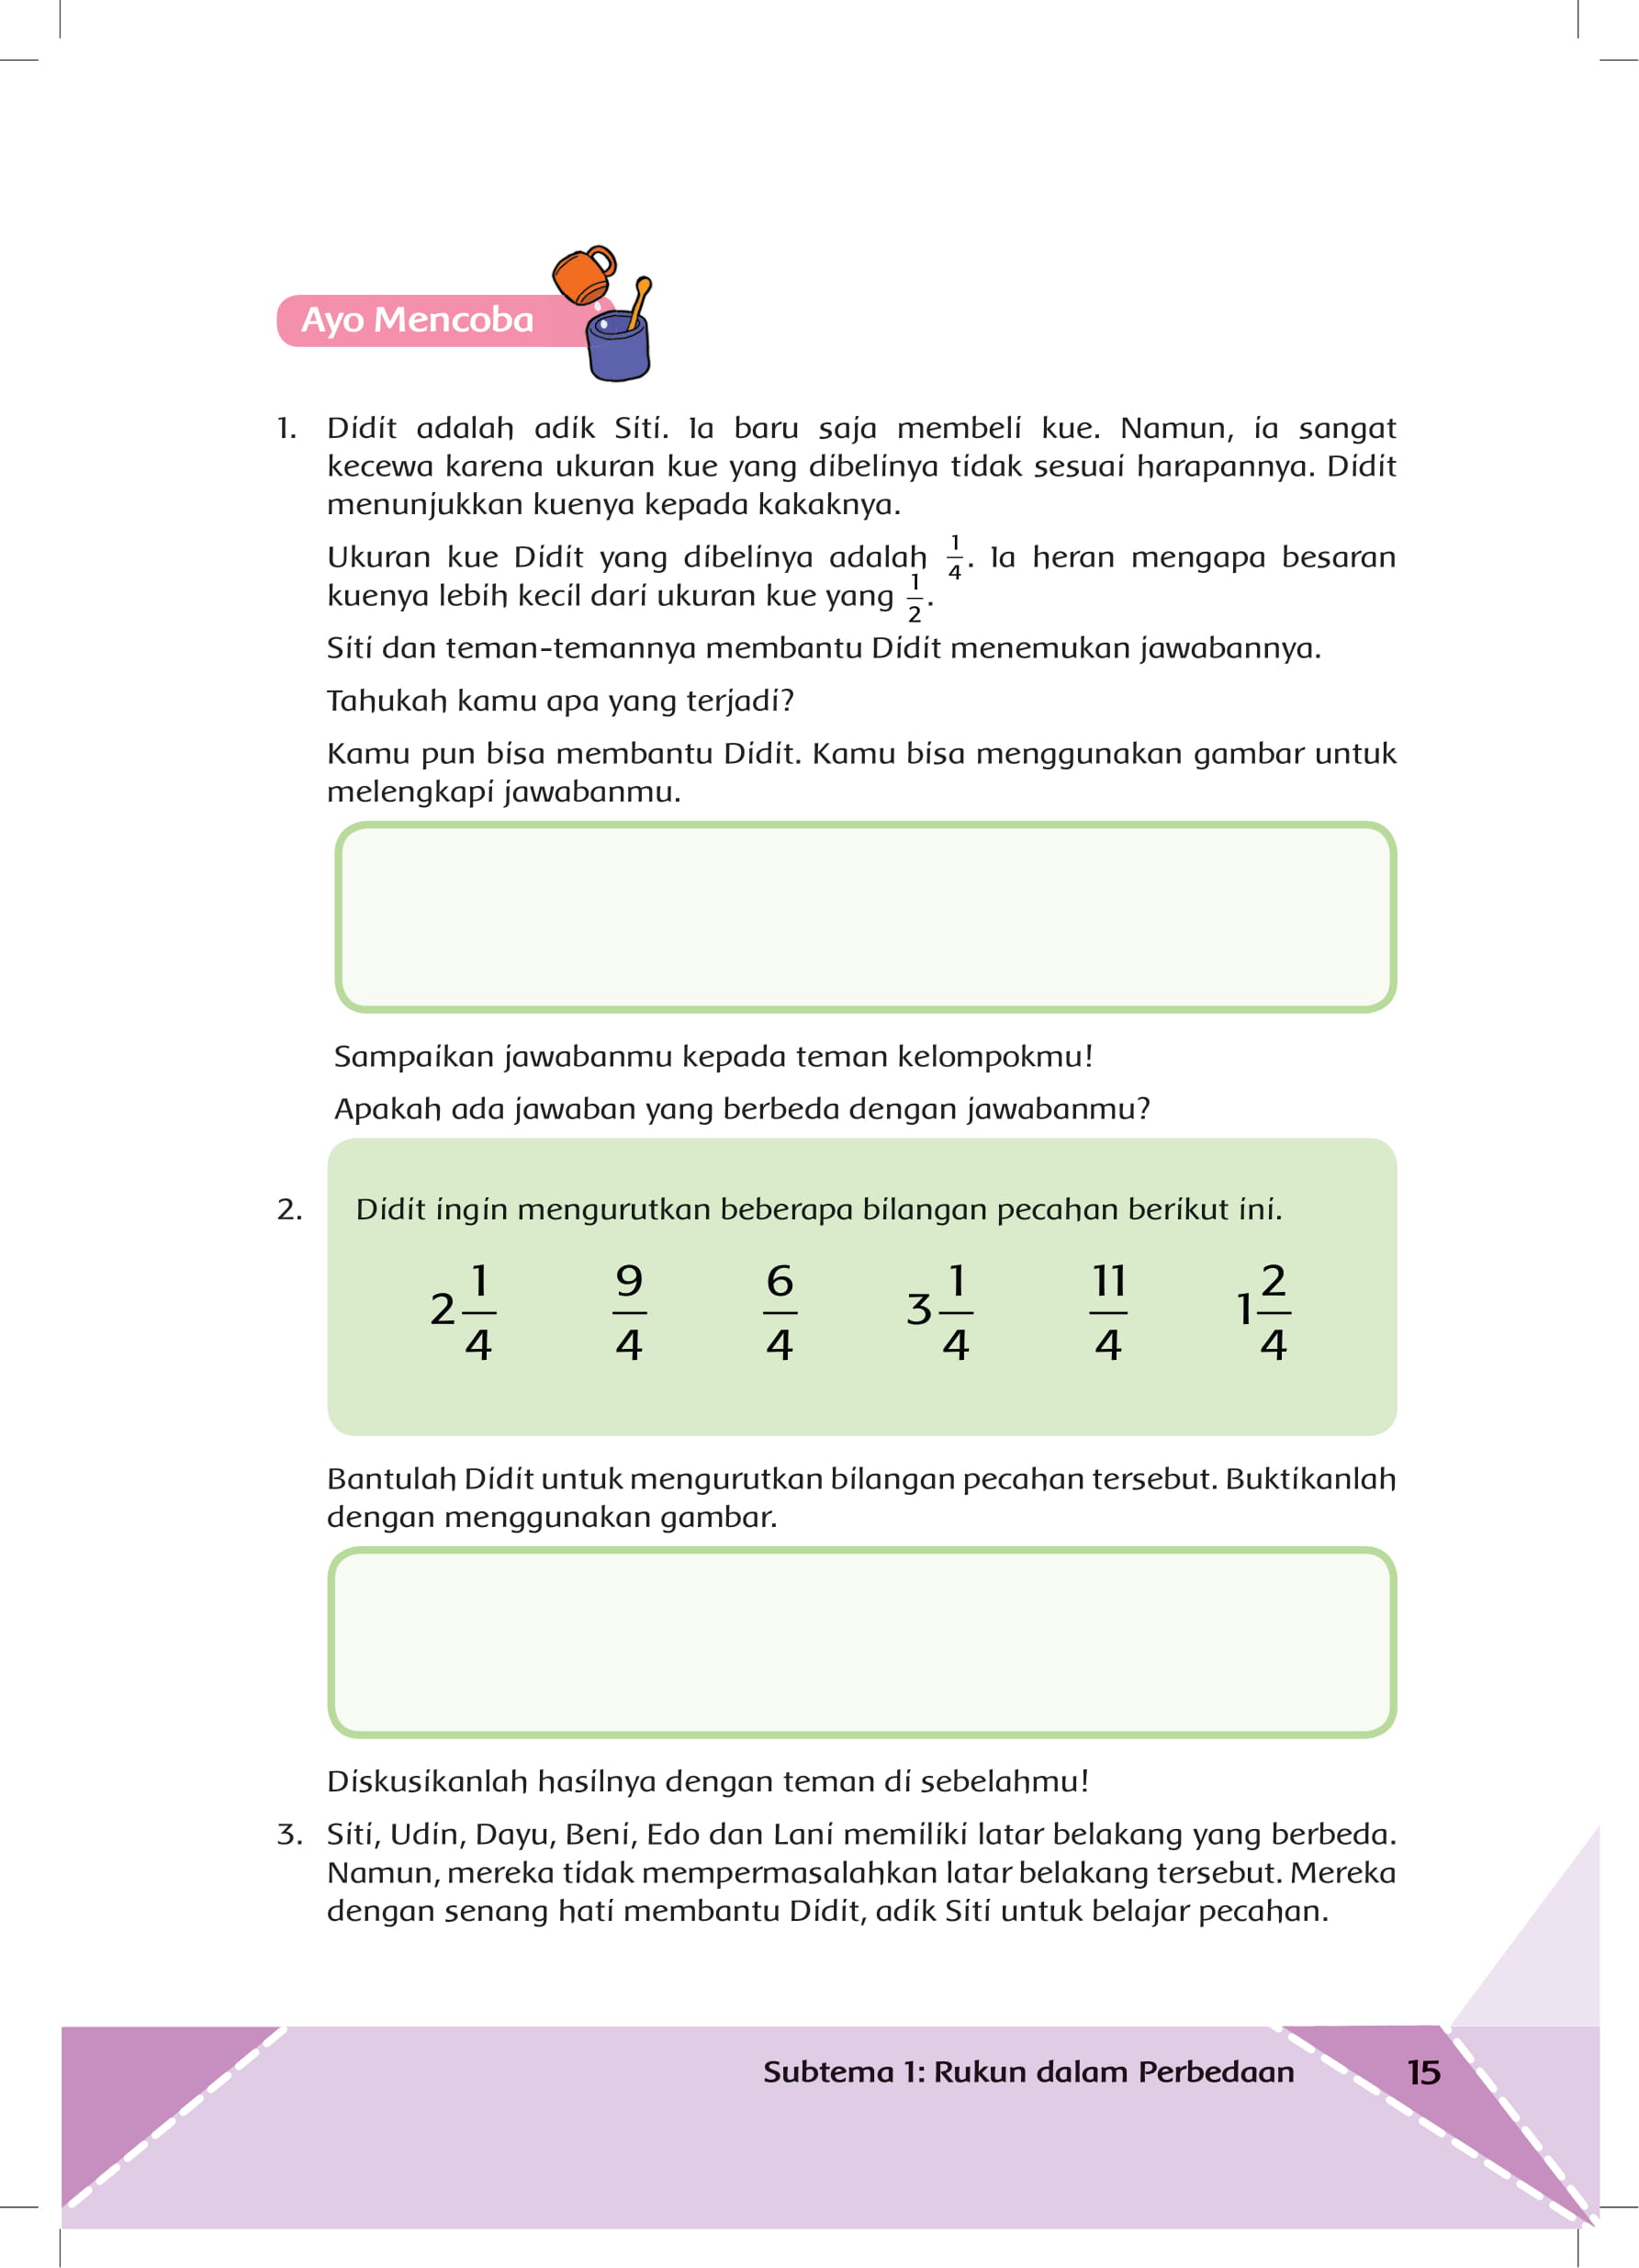 Ayo Mencoba
1. Didit adalah adik Siti. Ia baru saja membeli kue. Namun, ia sangat
kecewa karena ukuran kue yang dibelinya tidak sesuai harapannya. Didit
menunjukkan kuenya kepada kakaknya.
Ukuran kue Didit yang dibelinya adalah 1/4. Ia heran mengapa besaran
kuenya lebih kecil dari ukuran kue yang 1/2.
Siti dan teman-temannya membantu Didit menemukan jawabannya.
Tahukah kamu apa yang terjadi?
Kamu pun bisa membantu Didit. Kamu bisa menggunakan gambar untuk
melengkapi jawabanmu.
Sampaikan jawabanmu kepada teman kelompokmu!
Apakah ada jawaban yang berbeda dengan jawabanmu?
2. Didit ingin mengurutkan beberapa bilangan pecahan berikut ini.
2 1/4 9/4 6/4 3 1/4 11/4 1 2/4
Bantulah Didit untuk mengurutkan bilangan pecahan tersebut. Buktikanlah
dengan menggunakan gambar.
Diskusikanlah hasilnya dengan teman di sebelahmu!
3. Siti, Udin, Dayu, Beni, Edo dan Lani memiliki latar belakang yang berbeda.
Namun, mereka tidak mempermasalahkan latar belakang tersebut. Mereka
dengan senang hati membantu Didit, adik Siti untuk belajar pecahan.
Subtema 1: Rukun dalam Perbedaan 15